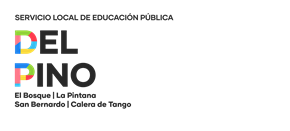 SERVICIO LOCAL DE EDUCACIÓN PÚBLICA
DEL
PINO
El Bosque | La Pintana
San Bernardo | Calera de Tango